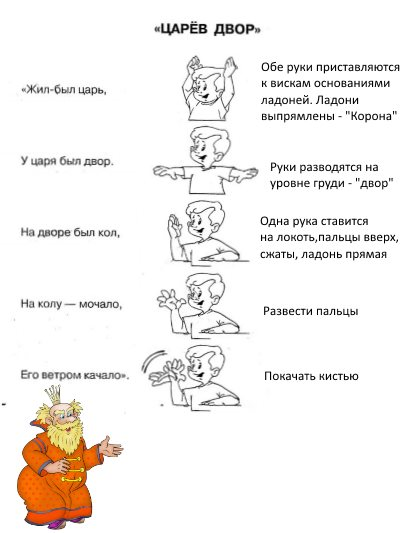 «ЦАРЁВ ДВОР»
«Жил-был царь,
Обе руки приставляются
к вискам основаниями
ладоней. Ладони
выпрямлены - "Корона"
У царя был двор.
Руки разводятся на
уровне груди - "двор"
На дворе был кол,
Одна рука ставится
на локоть,пальцы вверх,
сжаты, ладонь прямая
На колу — мочало,
Развести пальцы
Его ветром качало».
Покачать кистью